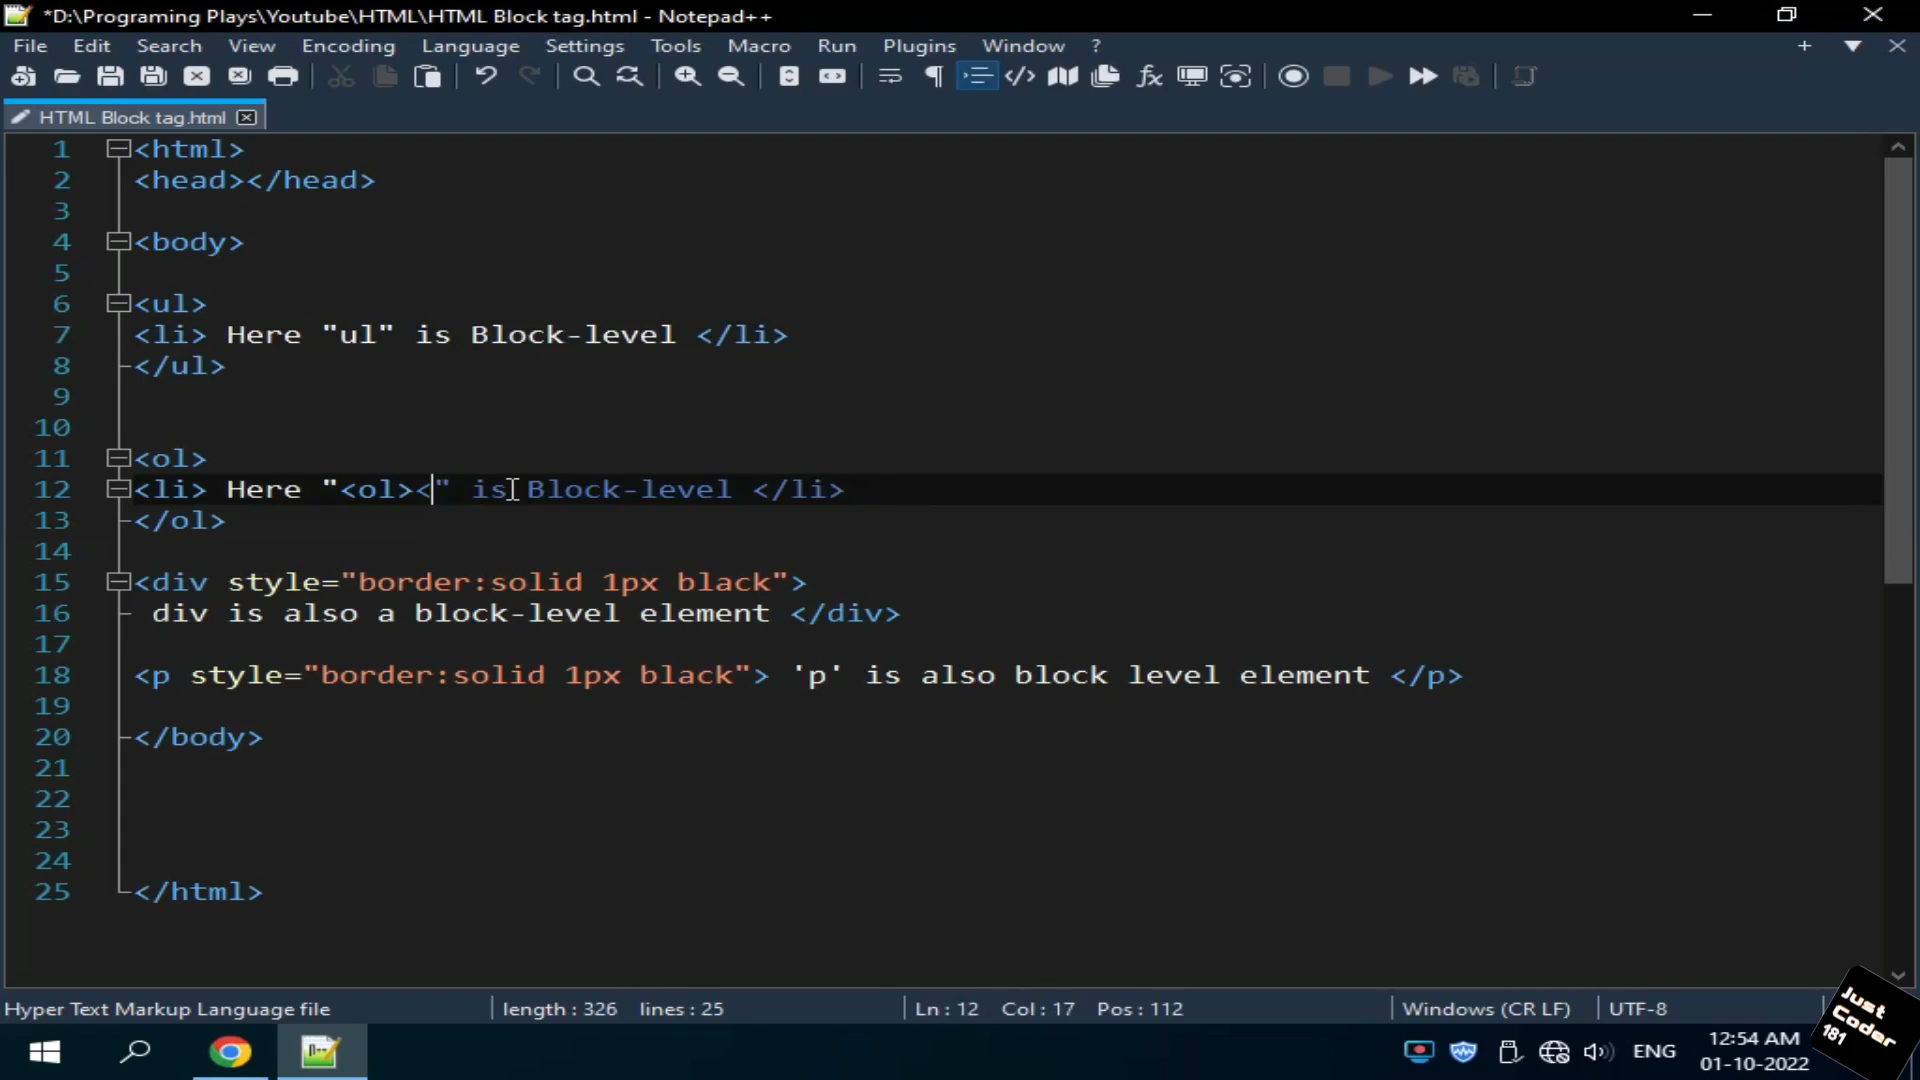 *D:\Programing Plays\Youtube\HTML\HTML Block tag.html - Notepad++
File Edit Search View Encoding Language Settings Tools Macro Run Plugins Window ?
HTML Block tag.html
1 <html>
2 <head></head>
3
4 <body>
5
6 <ul>
7 <li> Here "ul" is Block-level </li>
8 </ul>
9
10
11 <ol>
12 <li> Here "<ol><" is Block-level </li>
13 </ol>
14
15 <div style="border:solid 1px black">
16 div is also a block-level element </div>
17
18 <p style="border:solid 1px black"> 'p' is also block level element </p>
19
20 </body>
21
22
23
24
25 </html>
Hyper Text Markup Language file length : 326 lines : 25 Ln : 12 Col : 17 Pos : 112 Windows (CR LF) UTF-8
ENG 12:54 AM
01-10-2022
Just
Coder
181